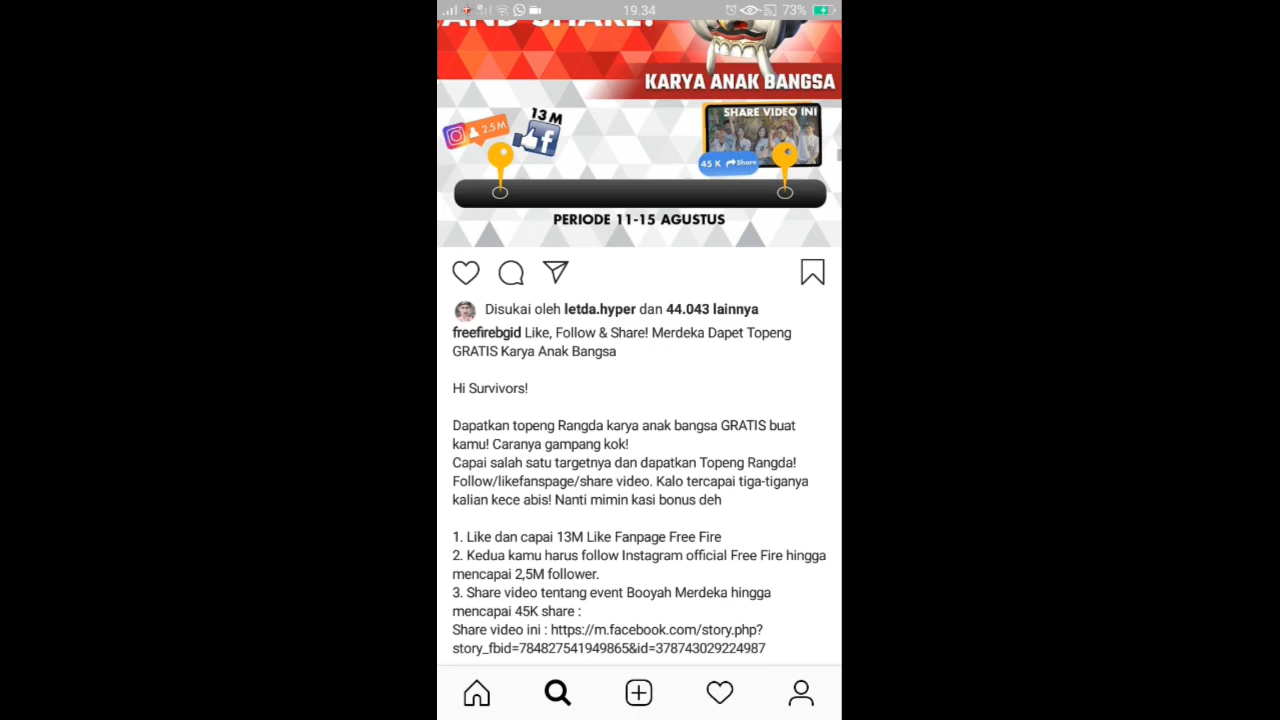 19.34
73%
AND SHARE!
KARYA ANAK BANGSA
13 M
2.5 M
SHARE VIDEO INI
45 K Share
PERIODE 11-15 AGUSTUS
Disukai oleh letda.hyper dan 44.043 lainnya
freefirebgid Like, Follow & Share! Merdeka Dapet Topeng
GRATIS Karya Anak Bangsa
Hi Survivors!
Dapatkan topeng Rangda karya anak bangsa GRATIS buat
kamu! Caranya gampang kok!
Capai salah satu targetnya dan dapatkan Topeng Rangda!
Follow/likefanspage/share video. Kalo tercapai tiga-tiganya
kalian kece abis! Nanti mimin kasi bonus deh
1. Like dan capai 13M Like Fanpage Free Fire
2. Kedua kamu harus follow Instagram official Free Fire hingga
mencapai 2,5M follower.
3. Share video tentang event Booyah Merdeka hingga
mencapai 45K share :
Share video ini : https://m.facebook.com/story.php?
story_fbid=784827541949865&id=378743029224987